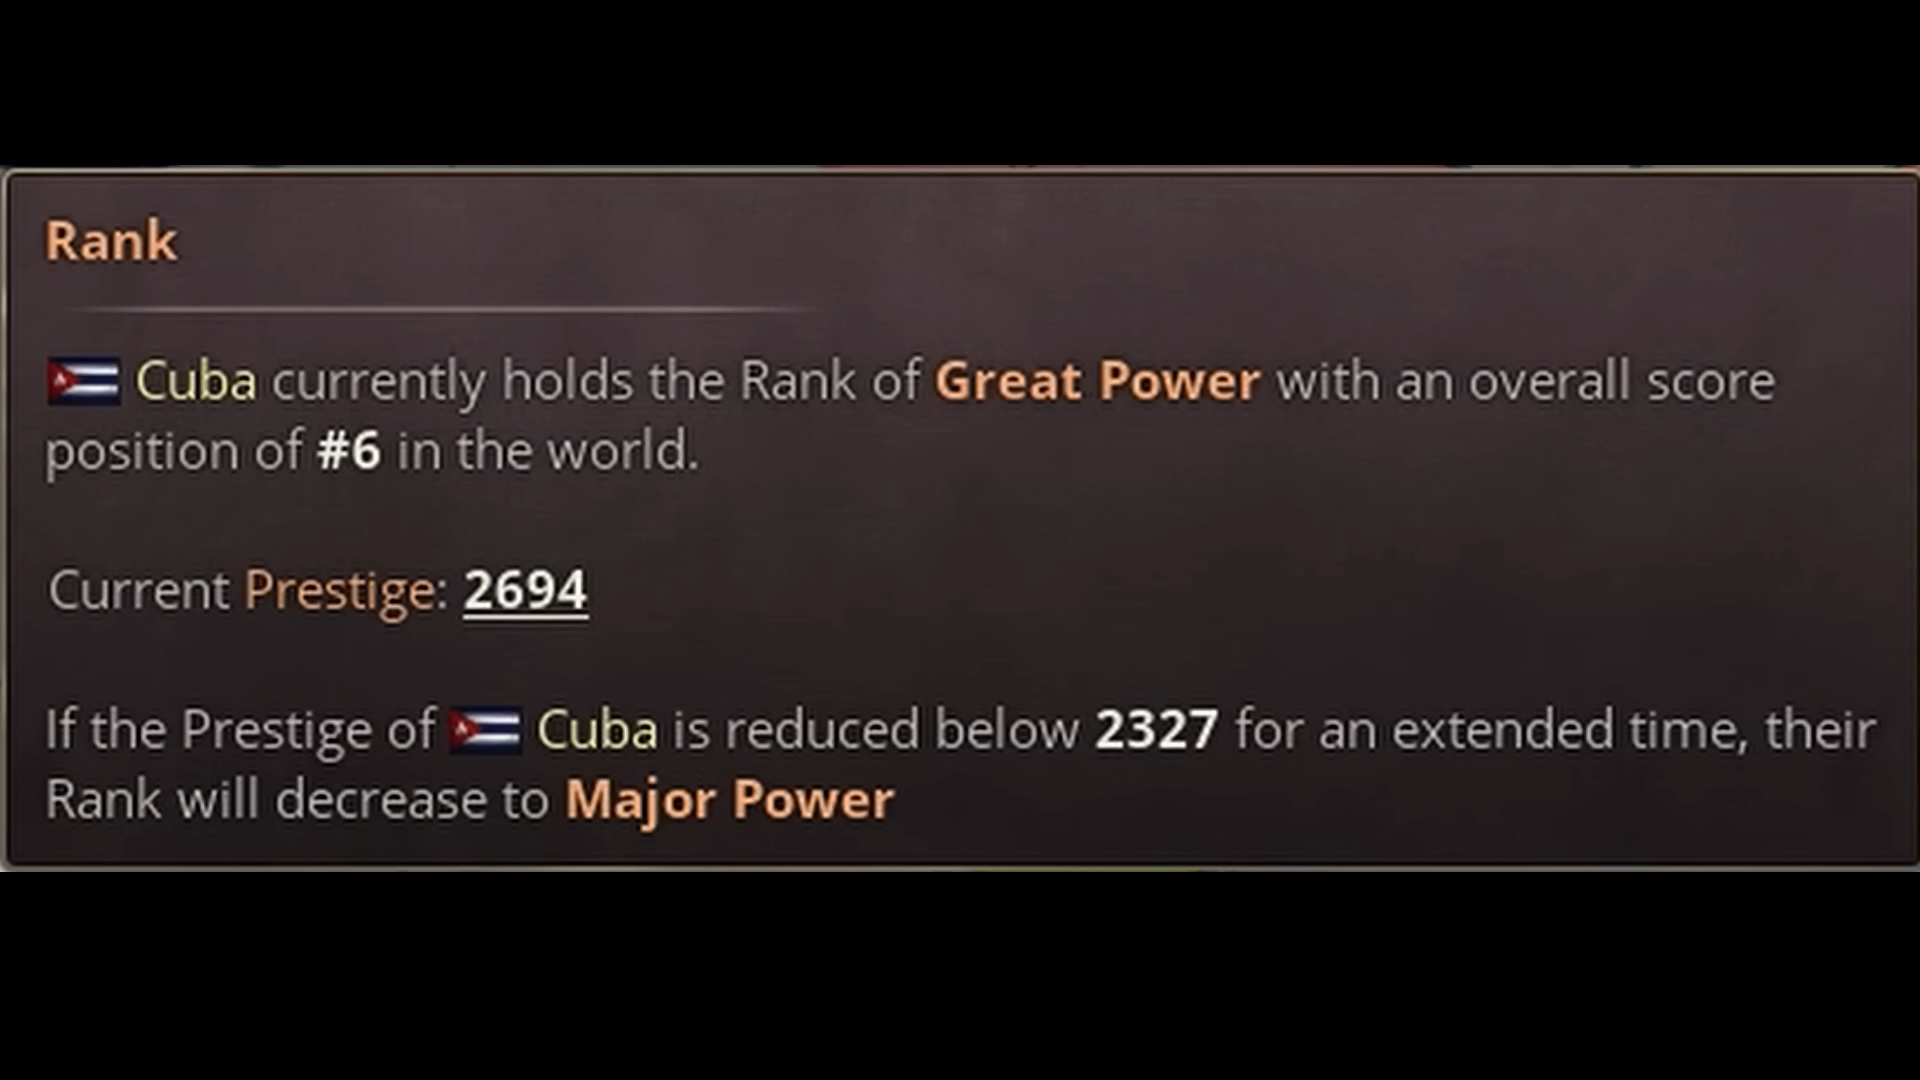 Rank
Cuba currently holds the Rank of Great Power with an overall score
position of #6 in the world.
Current Prestige: 2694
If the Prestige of Cuba is reduced below 2327 for an extended time, their
Rank will decrease to Major Power